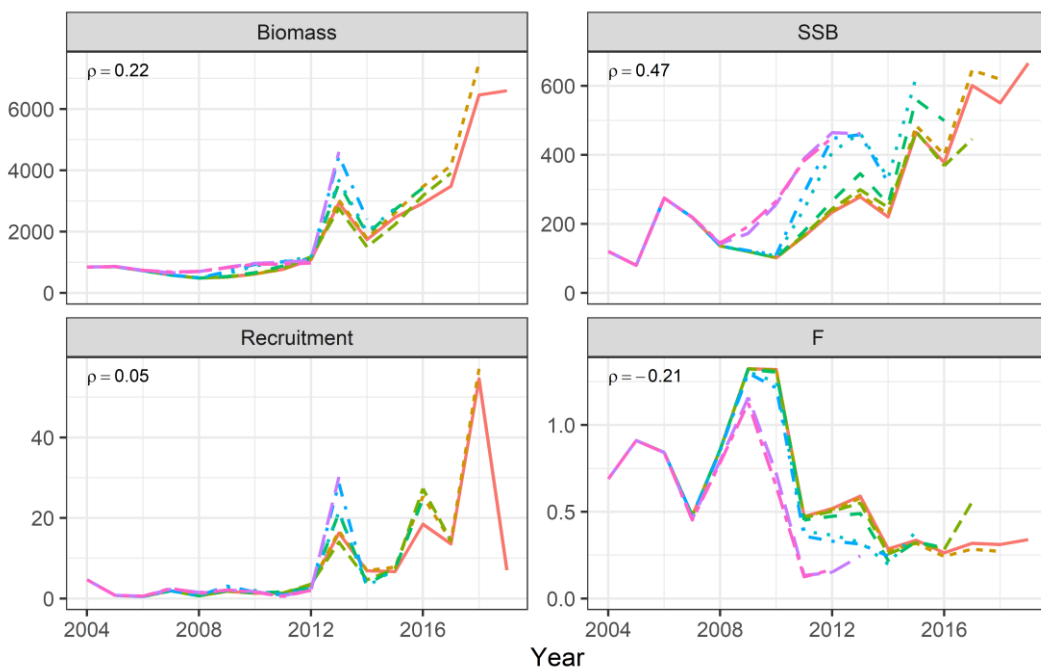 Biomass
SSB
ρ = 0.22
ρ = 0.47
6000
4000
2000
0
600
400
200
0
Recruitment
F
ρ = 0.05
ρ = −0.21
40
20
0
1.0
0.5
0.0
2004 2008 2012 2016
2004 2008 2012 2016
Year